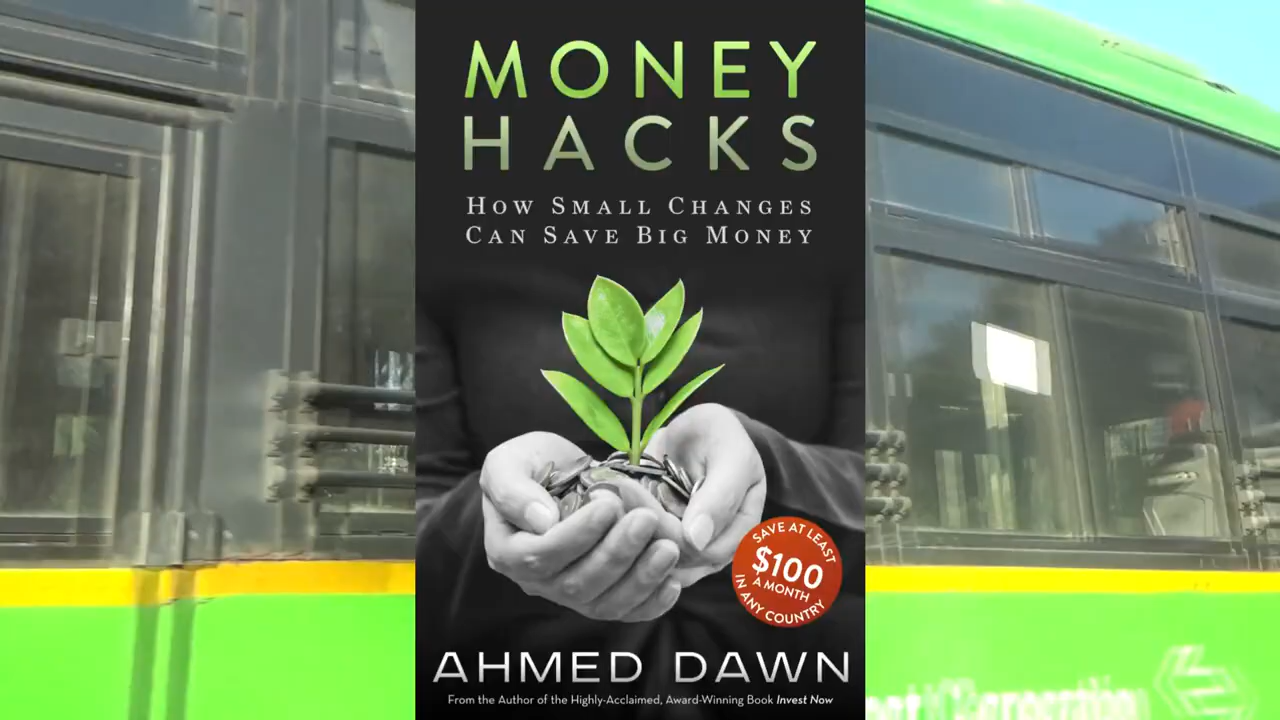 MONEY
HACKS
HOW SMALL CHANGES
CAN SAVE BIG MONEY
SAVE AT LEAST
$100
A MONTH
IN ANY COUNTRY
AHMED DAWN
From the Author of the Highly-Acclaimed, Award-Winning Book Invest Now